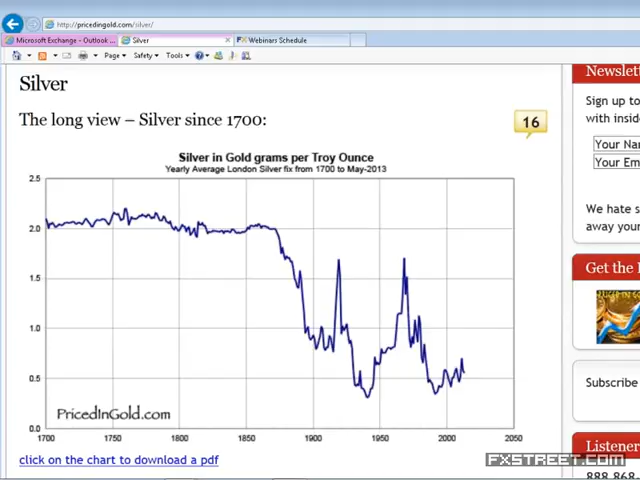 http://pricedingold.com/silver/
Microsoft Exchange - Outlook ...
Silver
Webinars Schedule
Page
Safety
Tools
Silver
The long view – Silver since 1700:
16
Silver in Gold grams per Troy Ounce
Yearly Average London Silver fix from 1700 to May-2013
2.5
2.0
1.5
1.0
0.5
0.0
PricedInGold.com
1700 1750 1800 1850 1900 1950 2000 2050
click on the chart to download a pdf
Newslett
Sign up to
with insid
Your Na
Your Em
We hate s
away your
Get the
Subscribe
Listener
888-868-
FXSTREET.COM